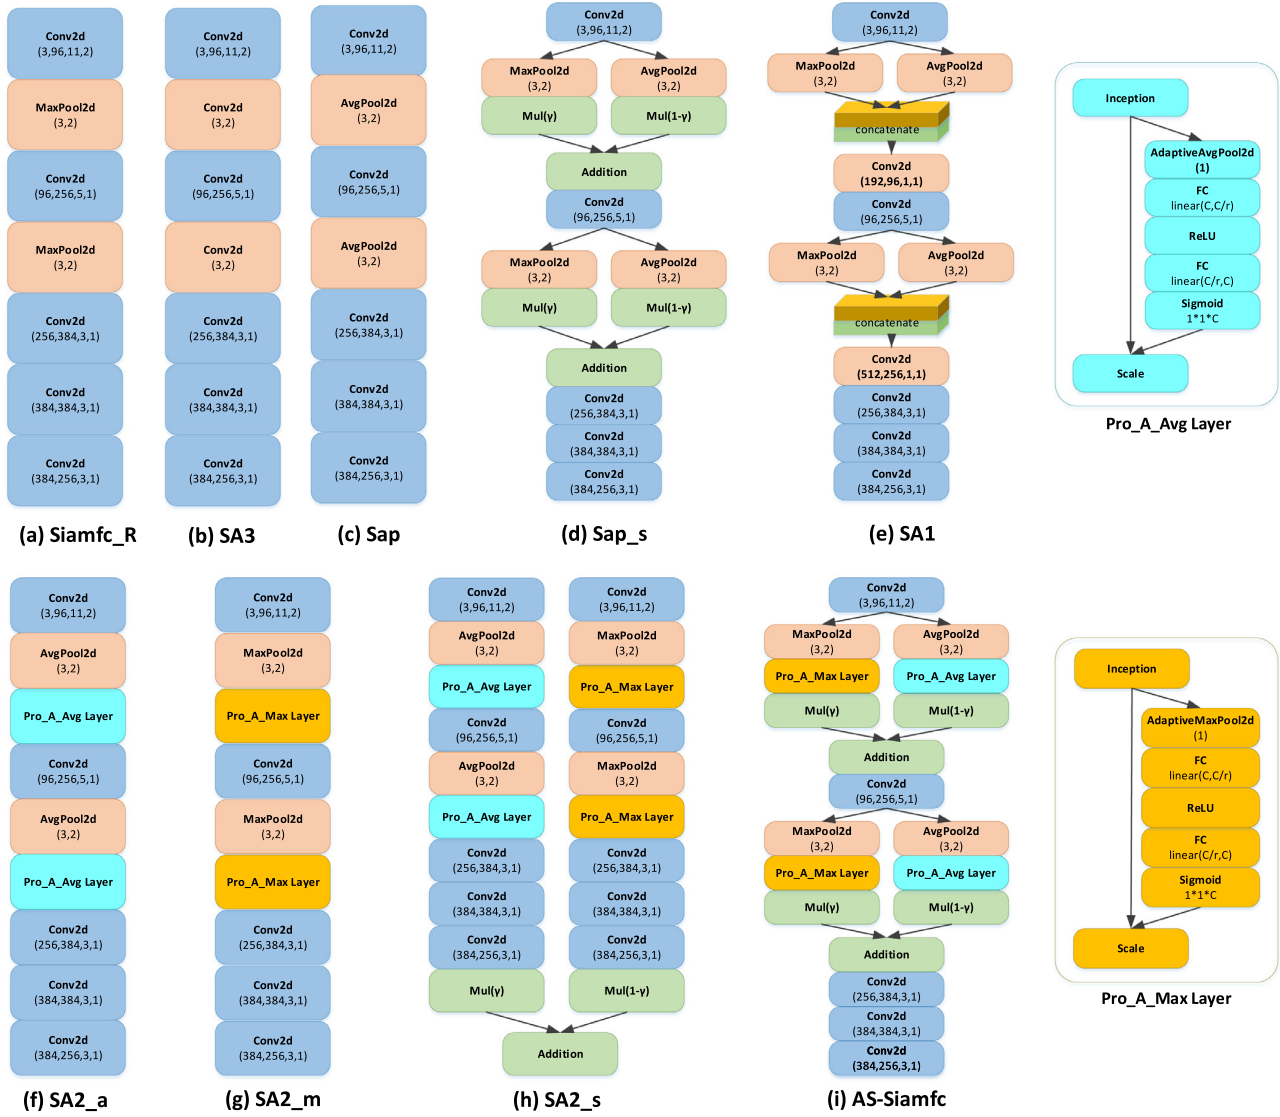 Conv2d
(3,96,11,2)
MaxPool2d
(3,2)
Conv2d
(96,256,5,1)
MaxPool2d
(3,2)
Conv2d
(256,384,3,1)
Conv2d
(384,384,3,1)
Conv2d
(384,256,3,1)
(a) Siamfc_R
Conv2d
(3,96,11,2)
Conv2d
(3,2)
Conv2d
(96,256,5,1)
Conv2d
(3,2)
Conv2d
(256,384,3,1)
Conv2d
(384,384,3,1)
Conv2d
(384,256,3,1)
(b) SA3
Conv2d
(3,96,11,2)
AvgPool2d
(3,2)
Conv2d
(96,256,5,1)
AvgPool2d
(3,2)
Conv2d
(256,384,3,1)
Conv2d
(384,384,3,1)
Conv2d
(384,256,3,1)
(c) Sap
Conv2d
(3,96,11,2)
MaxPool2d
(3,2)
Mul(γ)
AvgPool2d
(3,2)
Mul(1-γ)
Addition
Conv2d
(96,256,5,1)
MaxPool2d
(3,2)
Mul(γ)
AvgPool2d
(3,2)
Mul(1-γ)
Addition
Conv2d
(256,384,3,1)
Conv2d
(384,384,3,1)
Conv2d
(384,256,3,1)
(d) Sap_s
Conv2d
(3,96,11,2)
MaxPool2d
(3,2)
AvgPool2d
(3,2)
concatenate
Conv2d
(192,96,1,1)
Conv2d
(96,256,5,1)
MaxPool2d
(3,2)
AvgPool2d
(3,2)
concatenate
Conv2d
(512,256,1,1)
Conv2d
(256,384,3,1)
Conv2d
(384,384,3,1)
Conv2d
(384,256,3,1)
(e) SA1
Inception
AdaptiveAvgPool2d
(1)
FC
linear(C,C/r)
ReLU
FC
linear(C/r,C)
Sigmoid
1*1*C
Scale
Pro_A_Avg Layer
Conv2d
(3,96,11,2)
AvgPool2d
(3,2)
Pro_A_Avg Layer
Conv2d
(96,256,5,1)
AvgPool2d
(3,2)
Pro_A_Avg Layer
Conv2d
(256,384,3,1)
Conv2d
(384,384,3,1)
Conv2d
(384,256,3,1)
(f) SA2_a
Conv2d
(3,96,11,2)
MaxPool2d
(3,2)
Pro_A_Max Layer
Conv2d
(96,256,5,1)
MaxPool2d
(3,2)
Pro_A_Max Layer
Conv2d
(256,384,3,1)
Conv2d
(384,384,3,1)
Conv2d
(384,256,3,1)
(g) SA2_m
Conv2d
(3,96,11,2)
AvgPool2d
(3,2)
Pro_A_Avg Layer
Conv2d
(96,256,5,1)
AvgPool2d
(3,2)
Pro_A_Avg Layer
Conv2d
(256,384,3,1)
Conv2d
(384,384,3,1)
Conv2d
(384,256,3,1)
Mul(γ)
Conv2d
(3,96,11,2)
MaxPool2d
(3,2)
Pro_A_Max Layer
Conv2d
(96,256,5,1)
MaxPool2d
(3,2)
Pro_A_Max Layer
Conv2d
(256,384,3,1)
Conv2d
(384,384,3,1)
Conv2d
(384,256,3,1)
Mul(1-γ)
Addition
(h) SA2_s
Conv2d
(3,96,11,2)
MaxPool2d
(3,2)
Pro_A_Max Layer
Mul(γ)
AvgPool2d
(3,2)
Pro_A_Avg Layer
Mul(1-γ)
Addition
Conv2d
(96,256,5,1)
MaxPool2d
(3,2)
Pro_A_Max Layer
Mul(γ)
AvgPool2d
(3,2)
Pro_A_Avg Layer
Mul(1-γ)
Addition
Conv2d
(256,384,3,1)
Conv2d
(384,384,3,1)
Conv2d
(384,256,3,1)
(i) AS-Siamfc
Inception
AdaptiveMaxPool2d
(1)
FC
linear(C,C/r)
ReLU
FC
linear(C/r,C)
Sigmoid
1*1*C
Scale
Pro_A_Max Layer